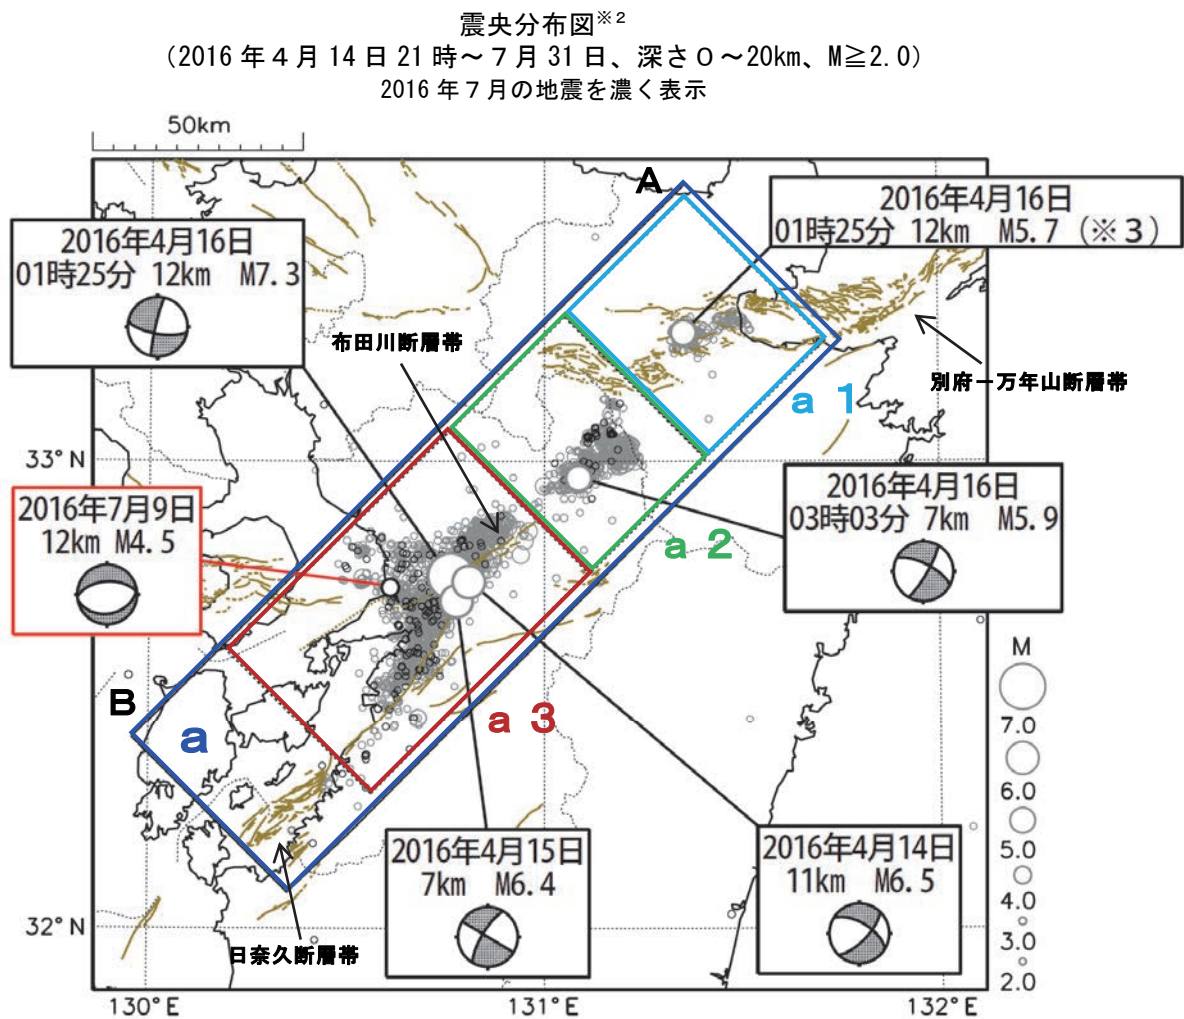 震央分布図※2
(2016年4月14日21時～7月31日、深さ0～20km、M≧2.0)
2016年7月の地震を濃く表示
50km
A
2016年4月16日
01時25分 12km M5.7 (※3)
2016年4月16日
01時25分 12km M7.3
布田川断層帯
別府－万年山断層帯
a 1
33°N
2016年4月16日
03時03分 7km M5.9
2016年7月9日
12km M4.5
a 2
M
7.0
6.0
5.0
4.0
3.0
2.0
B
a
a 3
2016年4月15日
7km M6.4
2016年4月14日
11km M6.5
32°N
日奈久断層帯
130°E
131°E
132°E